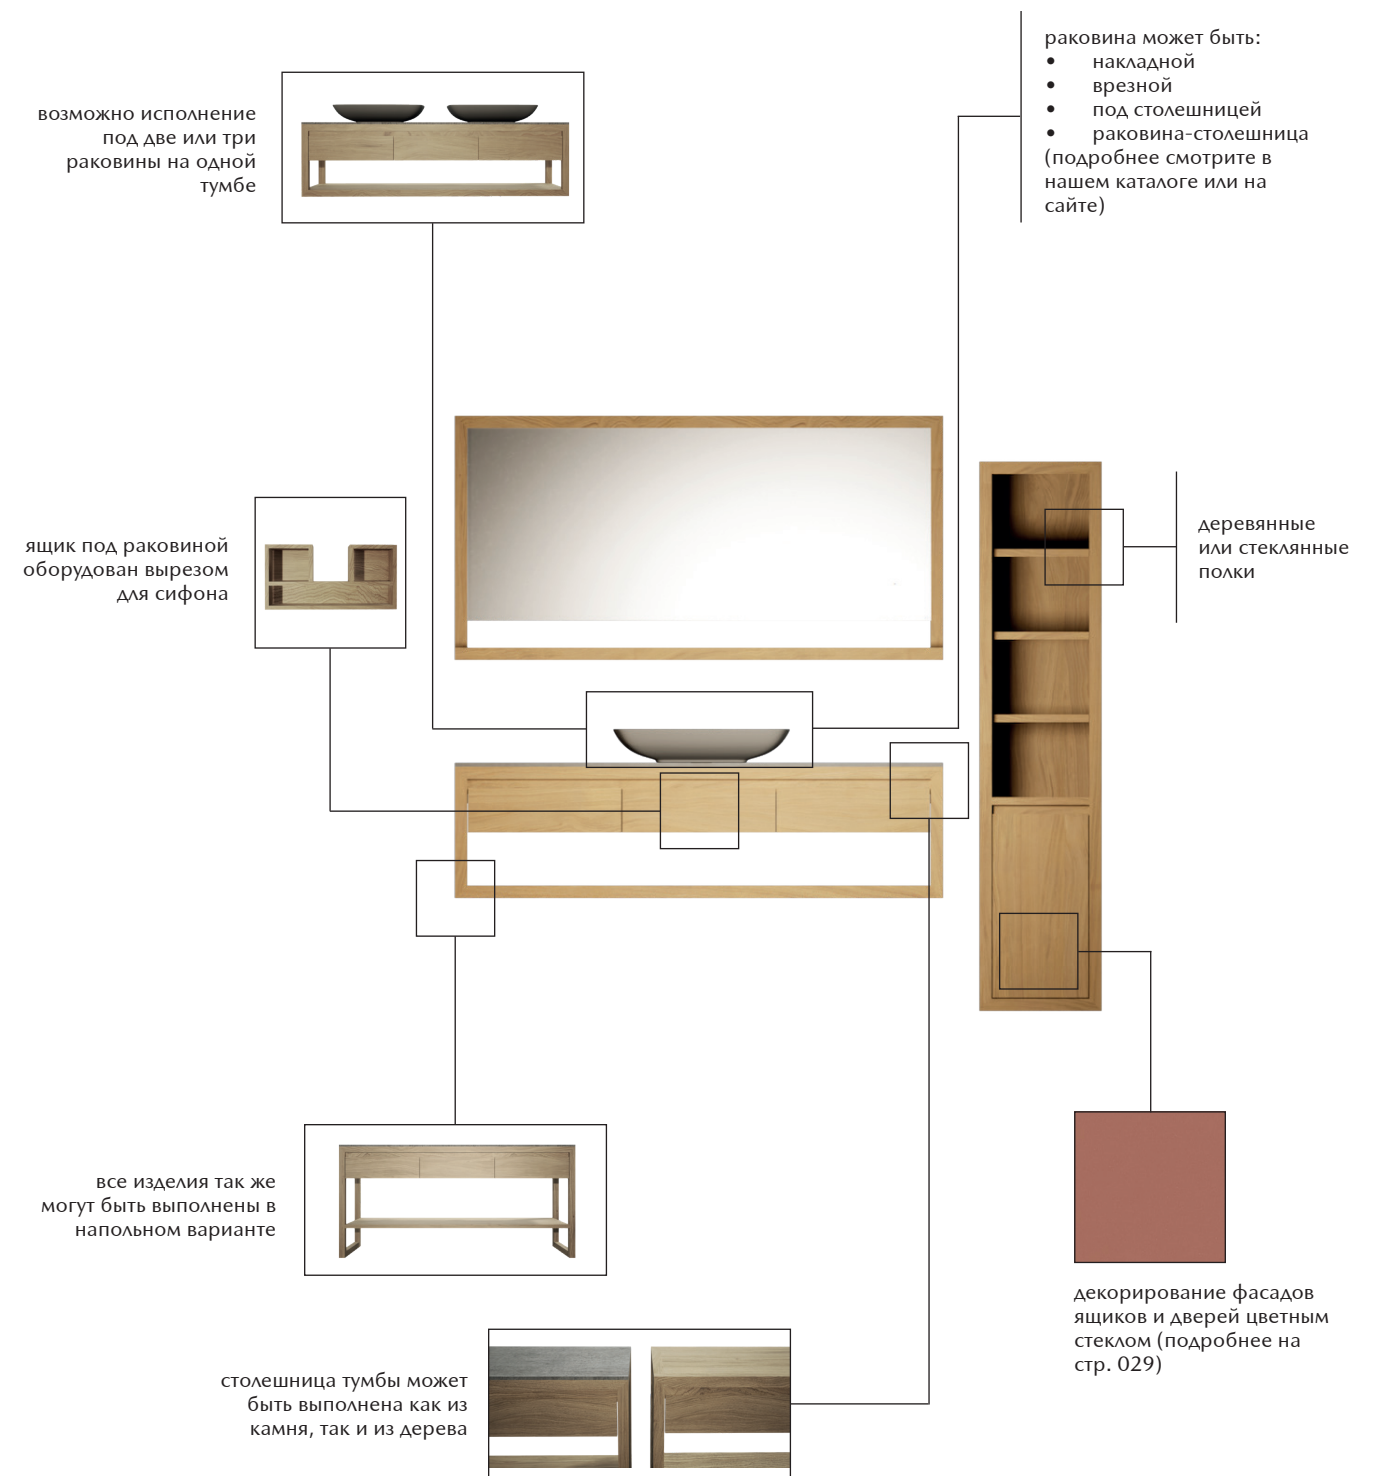 раковина может быть:
• накладной
• врезной
• под столешницей
• раковина-столешница
(подробнее смотрите в
нашем каталоге или на
сайте)
возможно исполнение
под две или три
раковины на одной
тумбе
ящик под раковиной
оборудован вырезом
для сифона
деревянные
или стеклянные
полки
все изделия так же
могут быть выполнены в
напольном варианте
декорирование фасадов
ящиков и дверей цветным
стеклом (подробнее на
стр. 029)
столешница тумбы может
быть выполнена как из
камня, так и из дерева